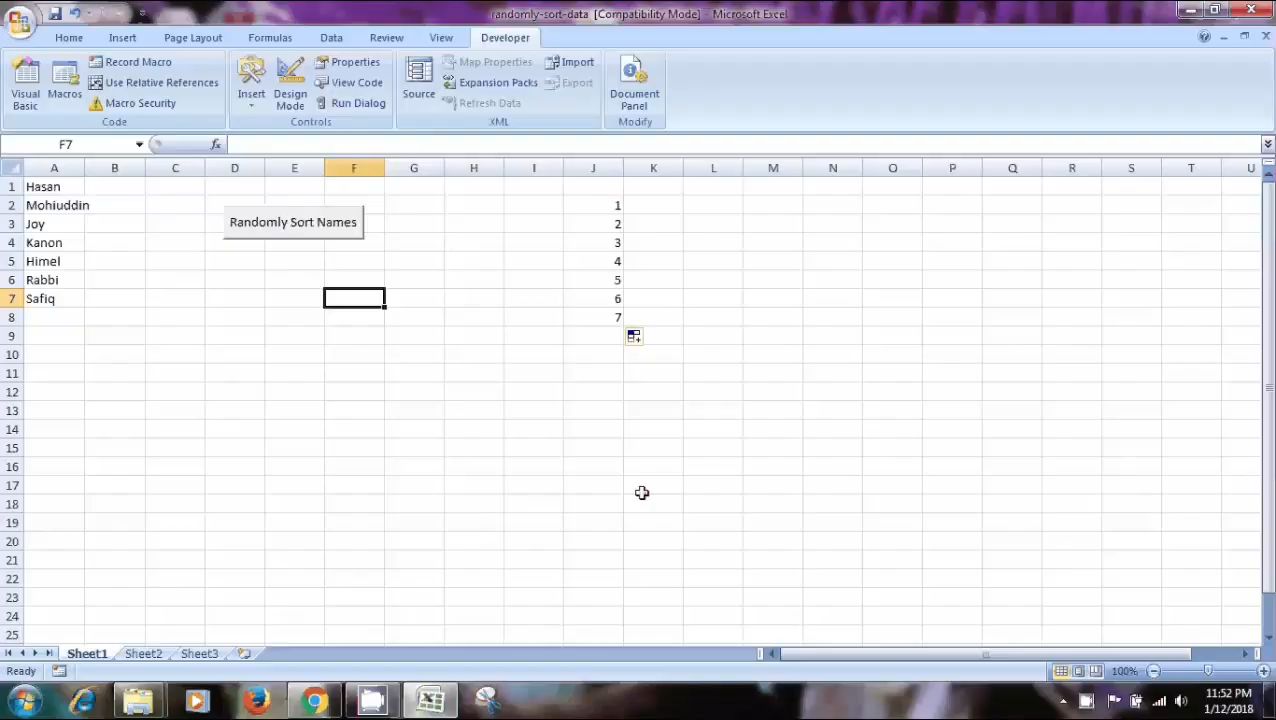 randomly-sort-data [Compatibility Mode] - Microsoft Excel
Home Insert Page Layout Formulas Data Review View Developer
Visual Basic
Macros
Record Macro
Use Relative References
Macro Security
Code
Insert
Design Mode
Properties
View Code
Run Dialog
Controls
Source
Map Properties
Expansion Packs
Refresh Data
Import
Export
XML
Document Panel
Modify
F7 fx
A B C D E F G H I J K L M N O P Q R S T U
1 Hasan
2 Mohiuddin 1
Randomly Sort Names
3 Joy 2
4 Kanon 3
5 Himel 4
6 Rabbi 5
7 Safiq 6
8 7
9
10
11
12
13
14
15
16
17
18
19
20
21
22
23
24
25
Sheet1 Sheet2 Sheet3
Ready 100%
11:52 PM
1/12/2018